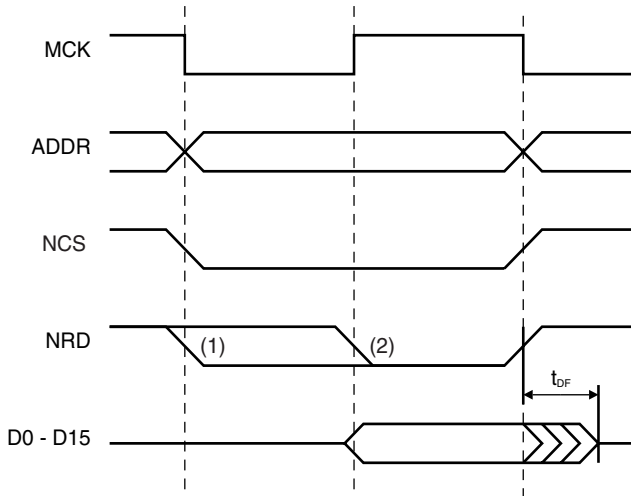 MCK
ADDR
NCS
NRD
(1)
(2)
tDF
D0 - D15